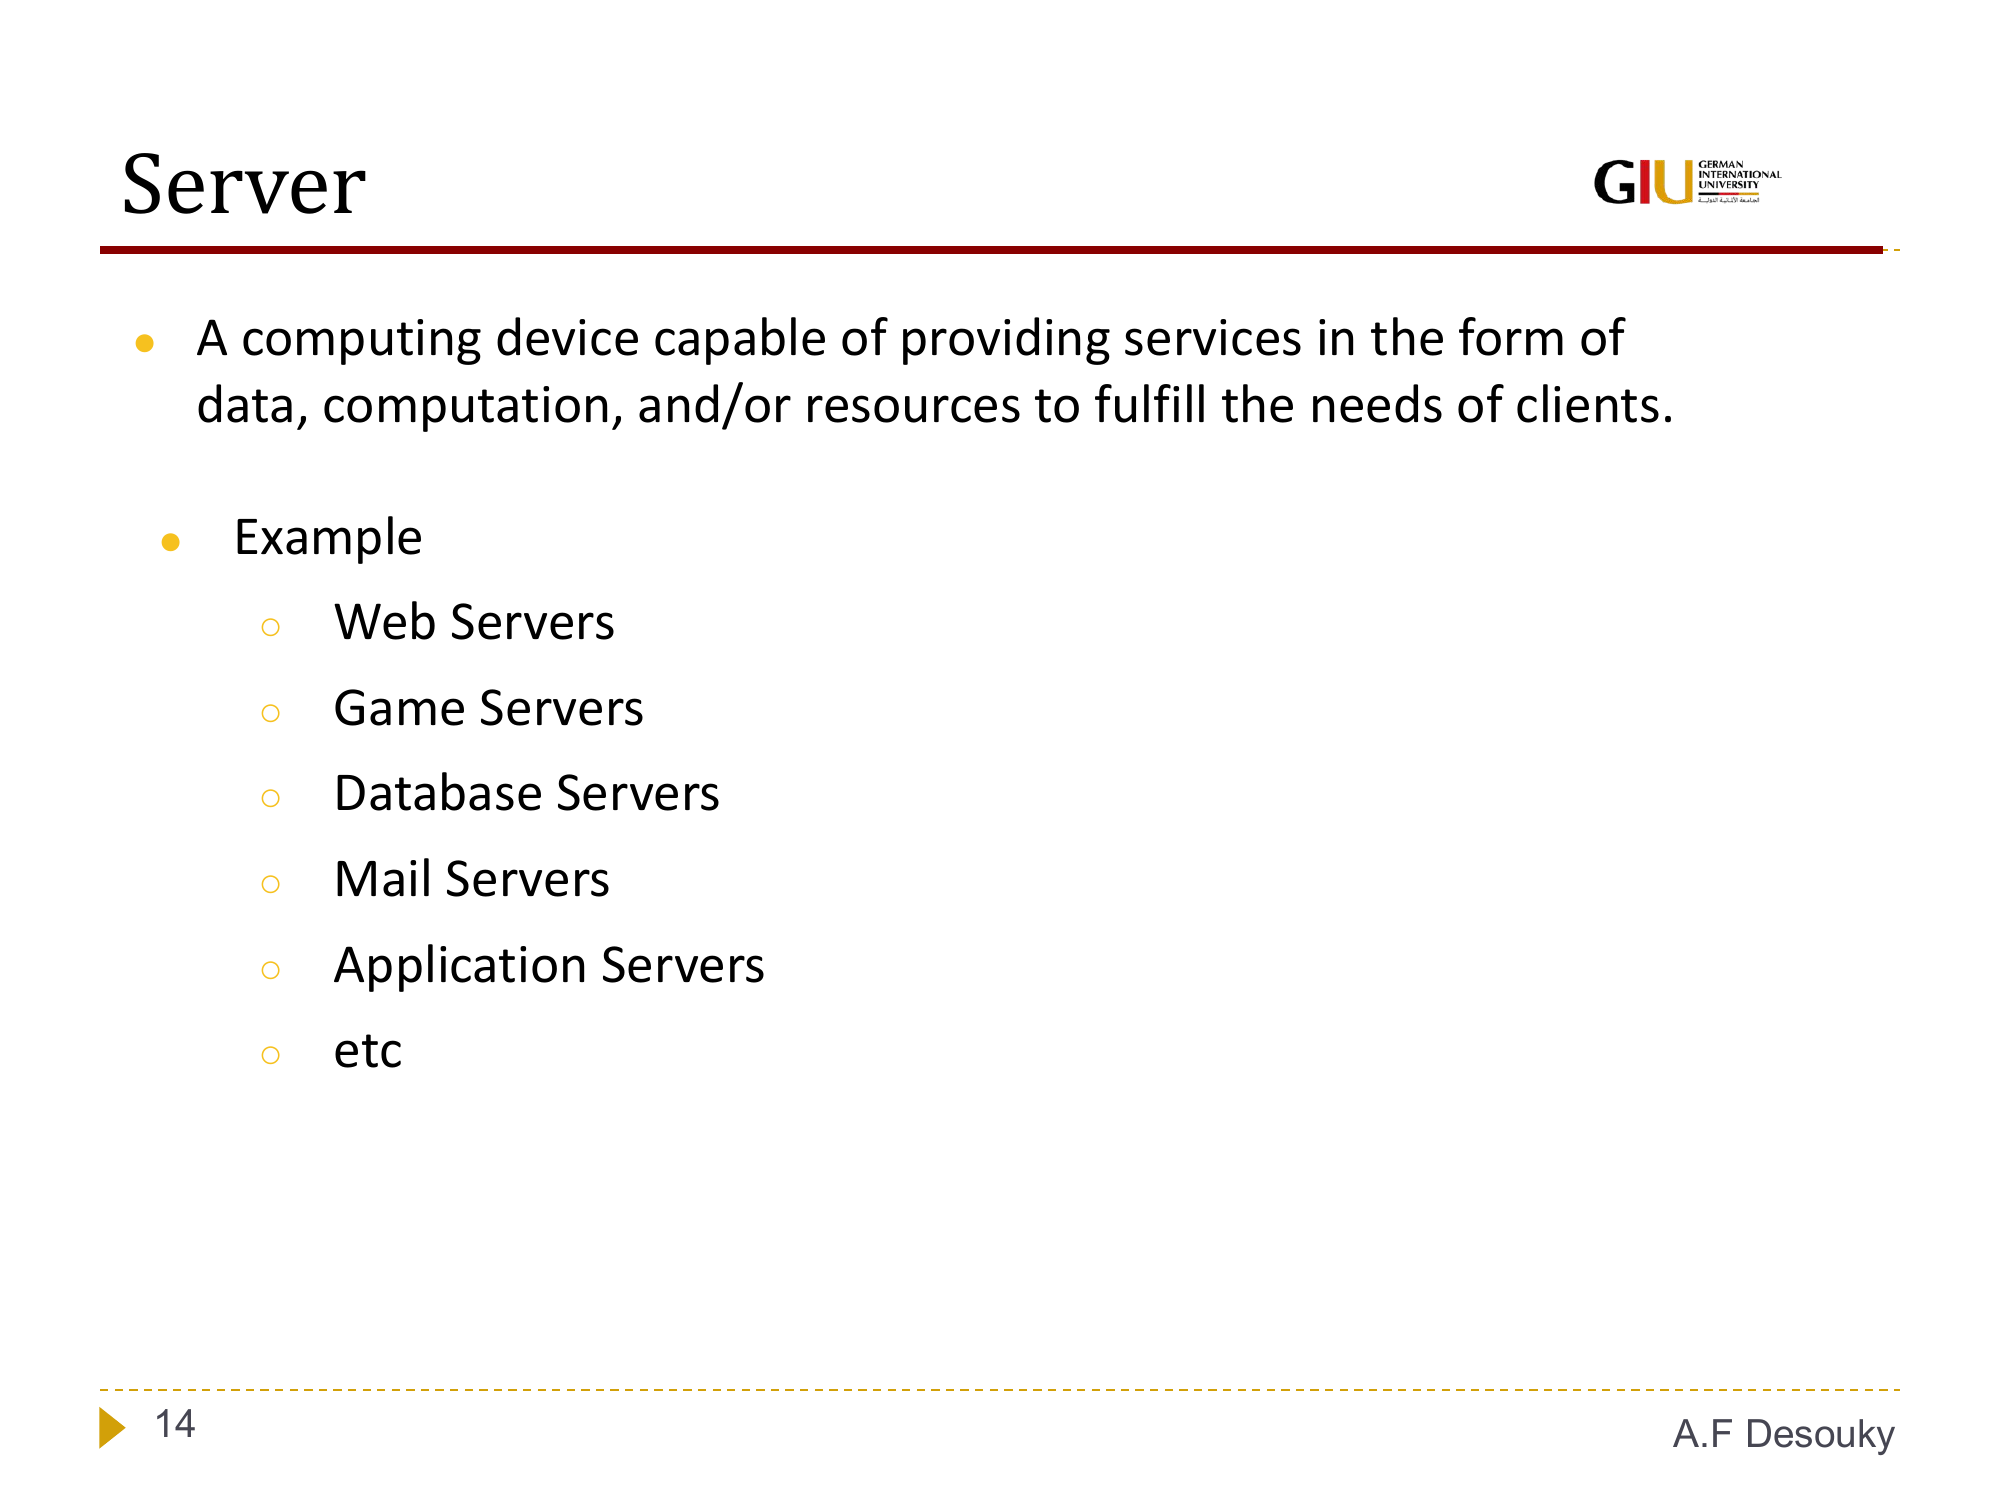 Server
GIU
GERMAN
INTERNATIONAL
UNIVERSITY
الجامعة الألمانية الدولية
● A computing device capable of providing services in the form of
data, computation, and/or resources to fulfill the needs of clients.
● Example
○ Web Servers
○ Game Servers
○ Database Servers
○ Mail Servers
○ Application Servers
○ etc
14
A.F Desouky